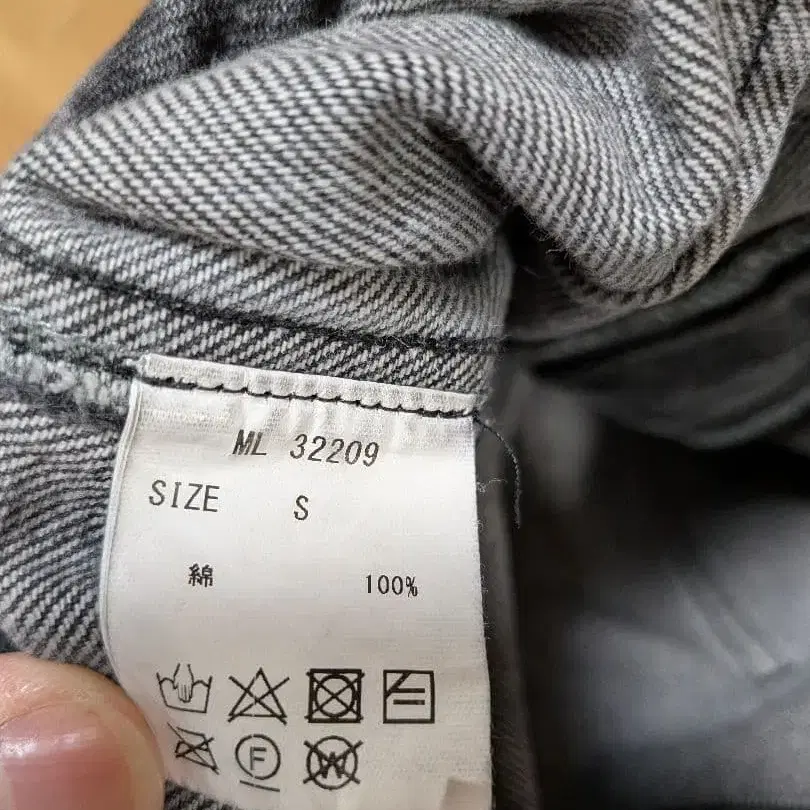 ML 32209
SIZE S
綿 100%
F W